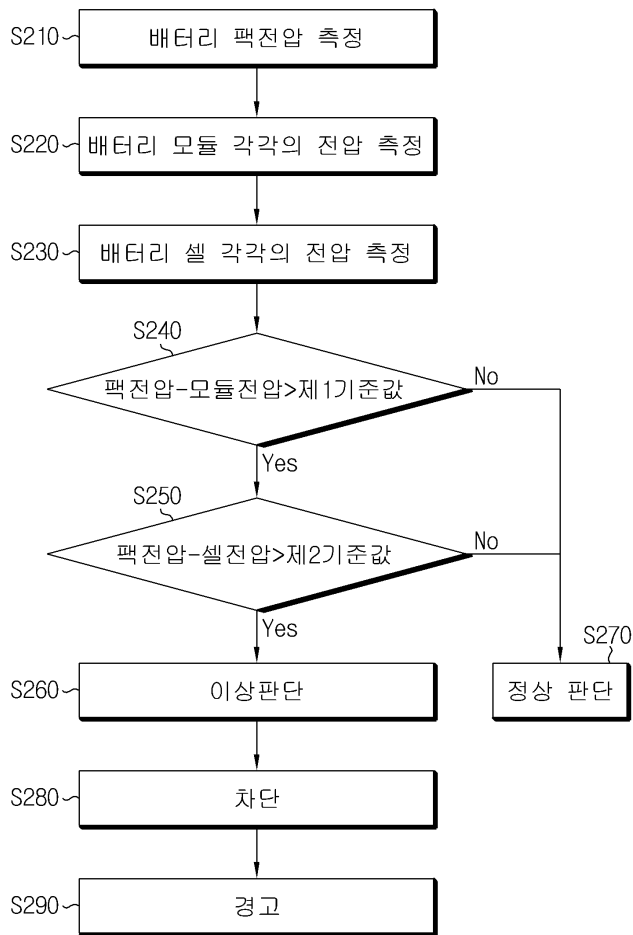 S210
배터리 팩전압 측정
S220
배터리 모듈 각각의 전압 측정
S230
배터리 셀 각각의 전압 측정
S240
팩전압-모듈전압>제1기준값
No
Yes
S250
팩전압-셀전압>제2기준값
No
Yes
S260
이상판단
S270
정상 판단
S280
차단
S290
경고